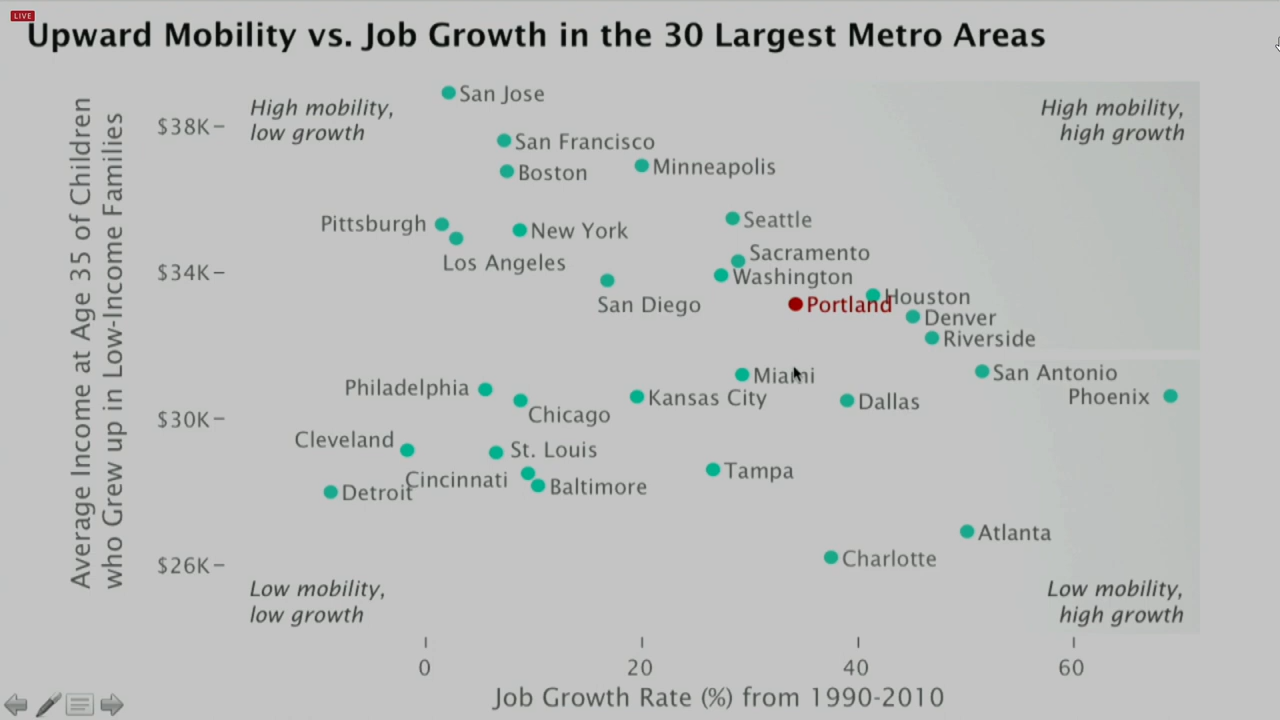 LIVE
Upward Mobility vs. Job Growth in the 30 Largest Metro Areas
Average Income at Age 35 of Children
who Grew up in Low-Income Families
High mobility,
low growth
High mobility,
high growth
$38K
$34K
$30K
$26K
San Jose
San Francisco
Boston
Minneapolis
Pittsburgh
New York
Seattle
Los Angeles
Sacramento
Washington
San Diego
Portland
Houston
Denver
Riverside
Miami
San Antonio
Philadelphia
Chicago
Kansas City
Dallas
Phoenix
Cleveland
St. Louis
Cincinnati
Detroit
Baltimore
Tampa
Atlanta
Charlotte
Low mobility,
low growth
Low mobility,
high growth
0
20
40
60
Job Growth Rate (%) from 1990-2010